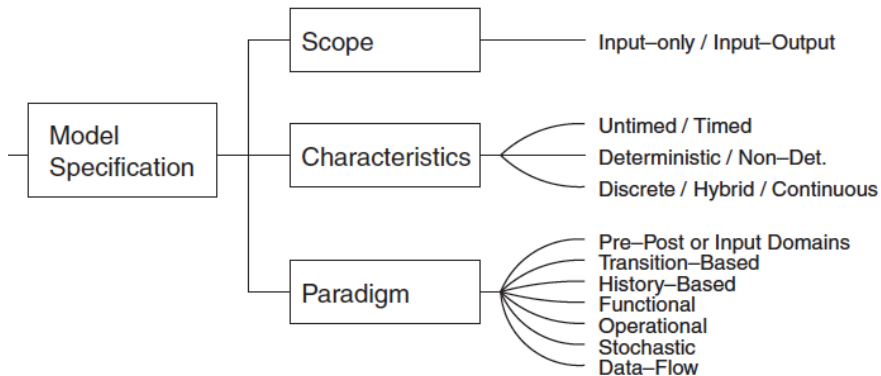 Model
Specification
Scope
Input–only / Input–Output
Characteristics
Untimed / Timed
Deterministic / Non–Det.
Discrete / Hybrid / Continuous
Paradigm
Pre–Post or Input Domains
Transition–Based
History–Based
Functional
Operational
Stochastic
Data–Flow